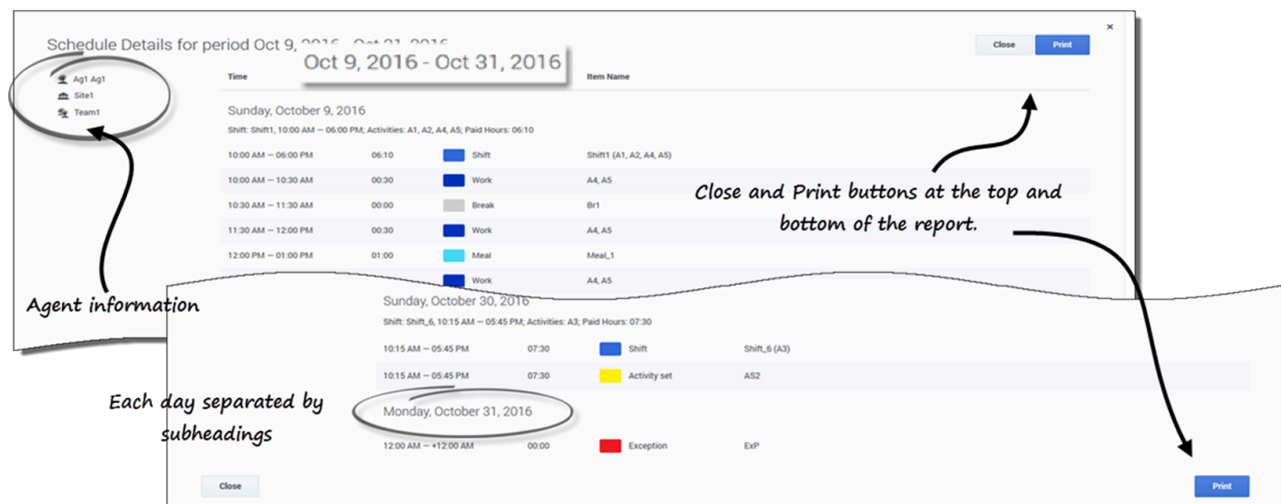 Schedule Details for period Oct 9, 2016 - Oct 31, 2016
Close
Print
Oct 9, 2016 - Oct 31, 2016
Ag1 Ag1
Site1
Team1
Time
Item Name
Sunday, October 9, 2016
Shift: Shift1, 10:00 AM — 06:00 PM; Activities: A1, A2, A4, A5; Paid Hours: 06:10
10:00 AM — 06:00 PM 06:10 Shift Shift1 (A1, A2, A4, A5)
10:00 AM — 10:30 AM 00:30 Work A4, A5
10:30 AM — 11:30 AM 00:00 Break Br1
11:30 AM — 12:00 PM 00:30 Work A4, A5
12:00 PM — 01:00 PM 01:00 Meal Meal_1
Work A4, A5
Close and Print buttons at the top and
bottom of the report.
Agent information
Sunday, October 30, 2016
Shift: Shift_6, 10:15 AM — 05:45 PM; Activities: A3; Paid Hours: 07:30
10:15 AM — 05:45 PM 07:30 Shift Shift_6 (A3)
10:15 AM — 05:45 PM 07:30 Activity set AS2
Each day separated by
subheadings
Monday, October 31, 2016
12:00 AM — +12:00 AM 00:00 Exception ExP
Close
Print